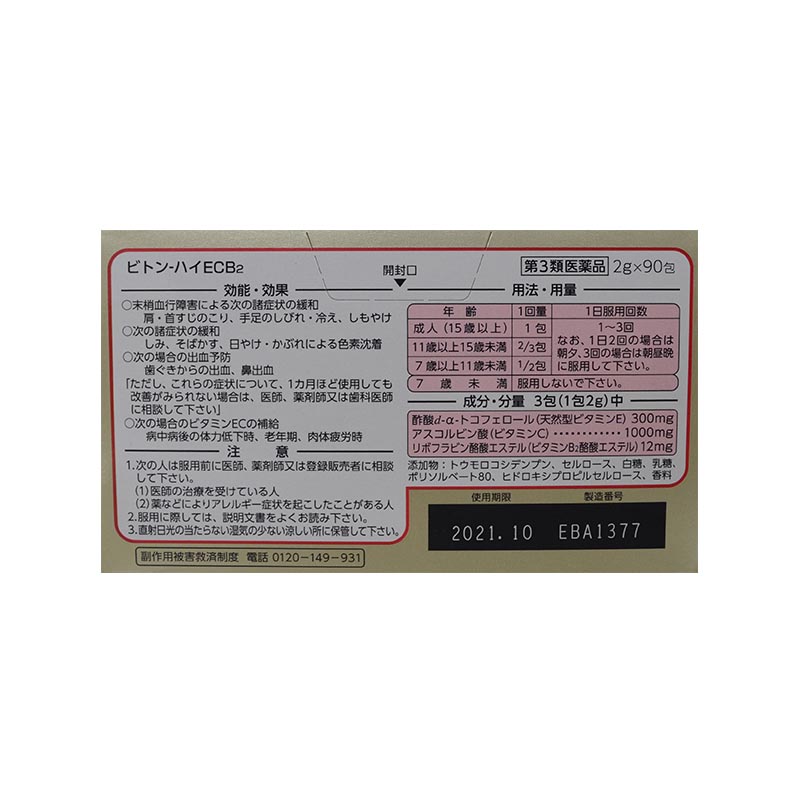 ビトン-ハイECB2
開封口
第3類医薬品 2g×90包
効能・効果
○末梢血行障害による次の諸症状の緩和
肩・首すじのこり、手足のしびれ・冷え、しもやけ
○次の諸症状の緩和
しみ、そばかす、日やけ・かぶれによる色素沈着
○次の場合の出血予防
歯ぐきからの出血、鼻出血
「ただし、これらの症状について、1カ月ほど使用しても
改善がみられない場合は、医師、薬剤師又は歯科医師
に相談して下さい」
○次の場合のビタミンECの補給
病中病後の体力低下時、老年期、肉体疲労時
注意
1.次の人は服用前に医師、薬剤師又は登録販売者に相談
して下さい。
(1)医師の治療を受けている人
(2)薬などによりアレルギー症状を起こしたことがある人
2.服用に際しては、説明文書をよくお読み下さい。
3.直射日光の当たらない湿気の少ない涼しい所に保管して下さい。
副作用被害救済制度 電話 0120-149-931
用法・用量
年齢 1回量 1日服用回数
成人(15歳以上) 1包 1〜3回
なお、1日2回の場合は
11歳以上15歳未満 2/3包 朝夕、3回の場合は朝昼晩
7歳以上11歳未満 1/2包 に服用して下さい。
7歳未満 服用しないで下さい。
成分・分量 3包(1包2g)中
酢酸d-α-トコフェロール(天然型ビタミンE) 300mg
アスコルビン酸(ビタミンC)‥‥‥‥‥‥1000mg
リボフラビン酪酸エステル(ビタミンB2酪酸エステル)12mg
添加物:トウモロコシデンプン、セルロース、白糖、乳糖、
ポリソルベート80、ヒドロキシプロピルセルロース、香料
使用期限 製造番号
2021.10 EBA1377